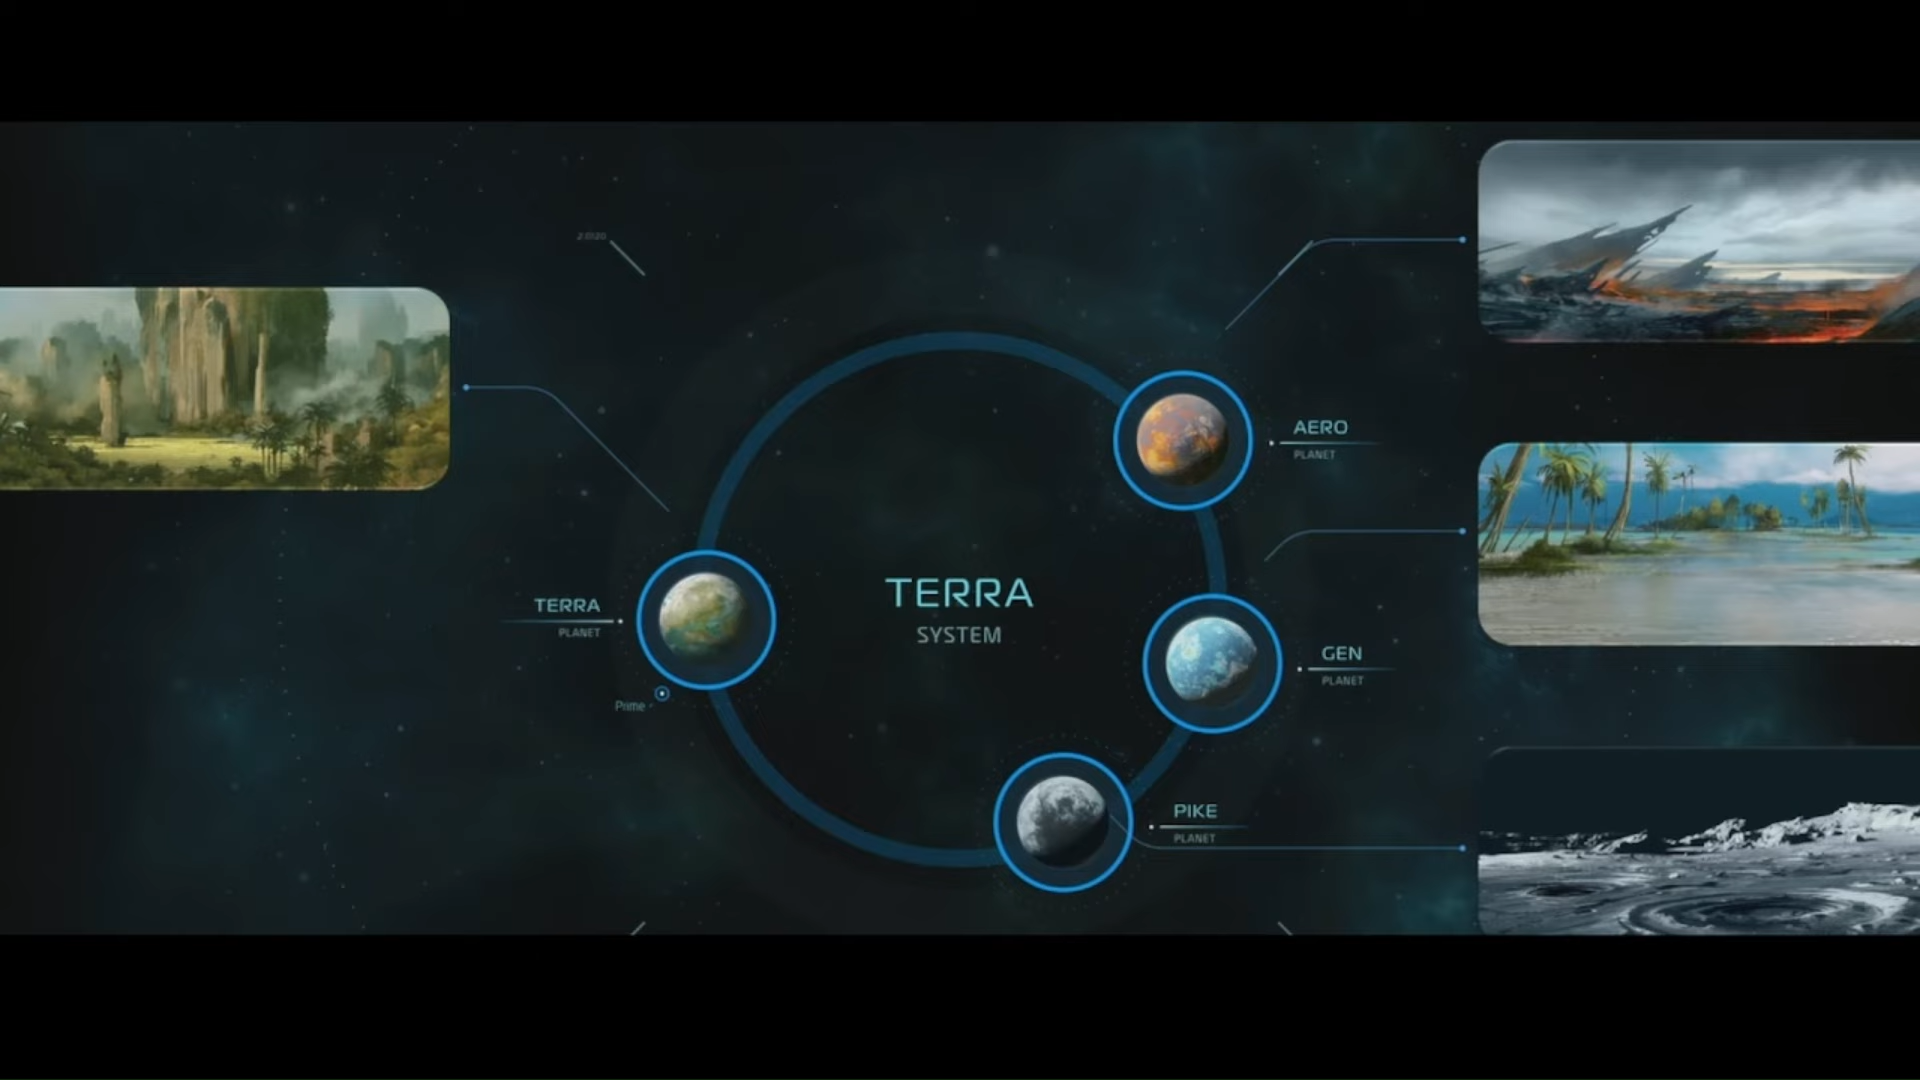 AERO
PLANET
TERRA
SYSTEM
TERRA
PLANET
Prime
GEN
PLANET
PIKE
PLANET